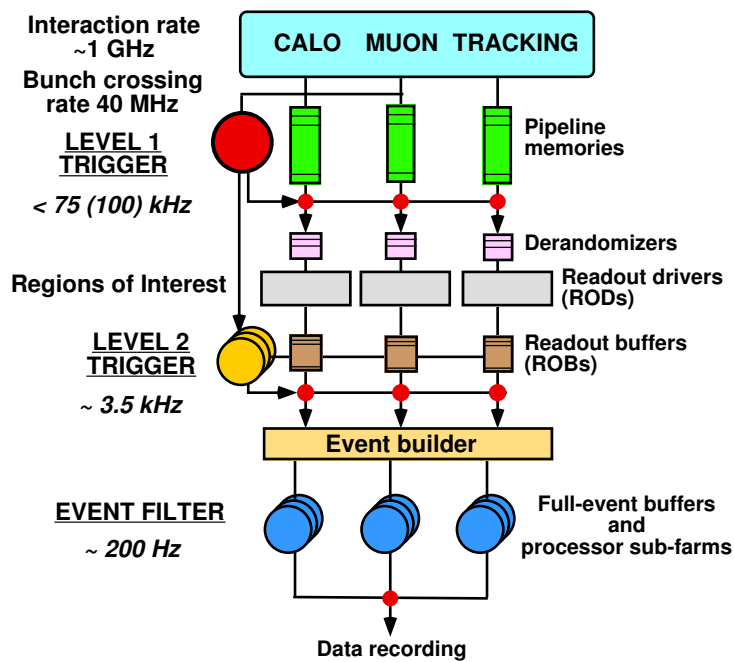 Interaction rate
~1 GHz
CALO MUON TRACKING
Bunch crossing
rate 40 MHz
Pipeline
memories
LEVEL 1
TRIGGER
< 75 (100) kHz
Derandomizers
Regions of Interest
Readout drivers
(RODs)
LEVEL 2
TRIGGER
Readout buffers
(ROBs)
~ 3.5 kHz
Event builder
EVENT FILTER
~ 200 Hz
Full-event buffers
and
processor sub-farms
Data recording